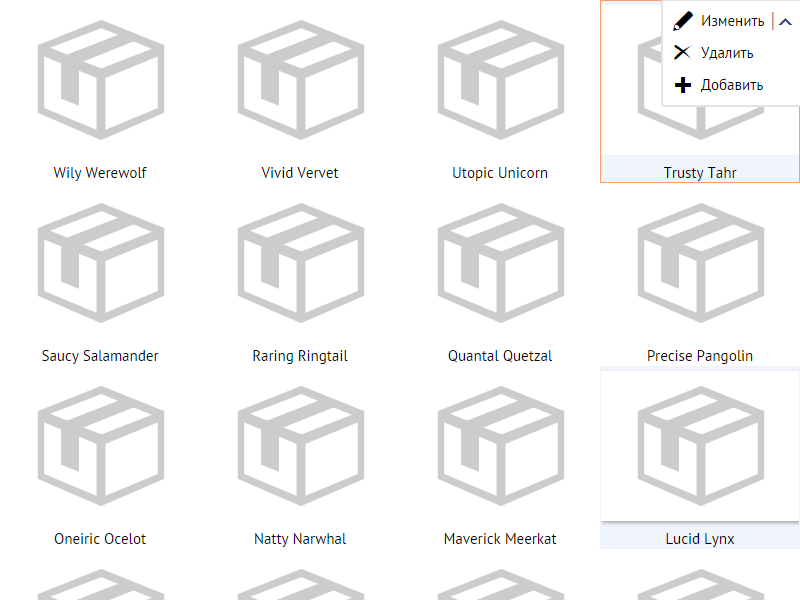 Изменить
Удалить
Добавить
Wily Werewolf
Vivid Vervet
Utopic Unicorn
Trusty Tahr
Saucy Salamander
Raring Ringtail
Quantal Quetzal
Precise Pangolin
Oneiric Ocelot
Natty Narwhal
Maverick Meerkat
Lucid Lynx